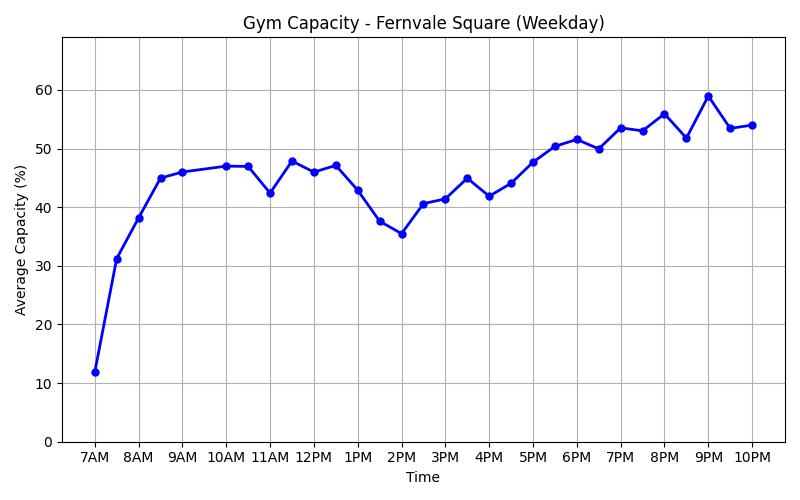 Gym Capacity - Fernvale Square (Weekday)
Average Capacity (%)
60
50
40
30
20
10
0
7AM 8AM 9AM 10AM 11AM 12PM 1PM 2PM 3PM 4PM 5PM 6PM 7PM 8PM 9PM 10PM
Time